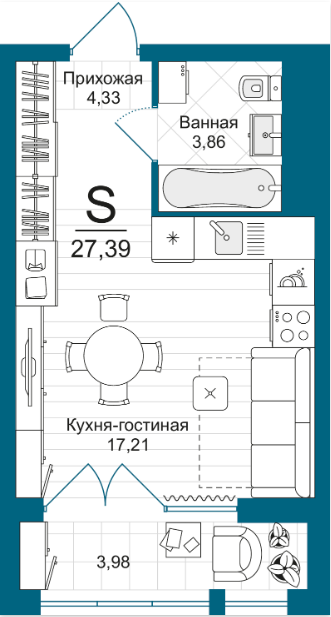 Прихожая
4,33
Ванная
3,86
S
27,39
Кухня-гостиная
17,21
3,98